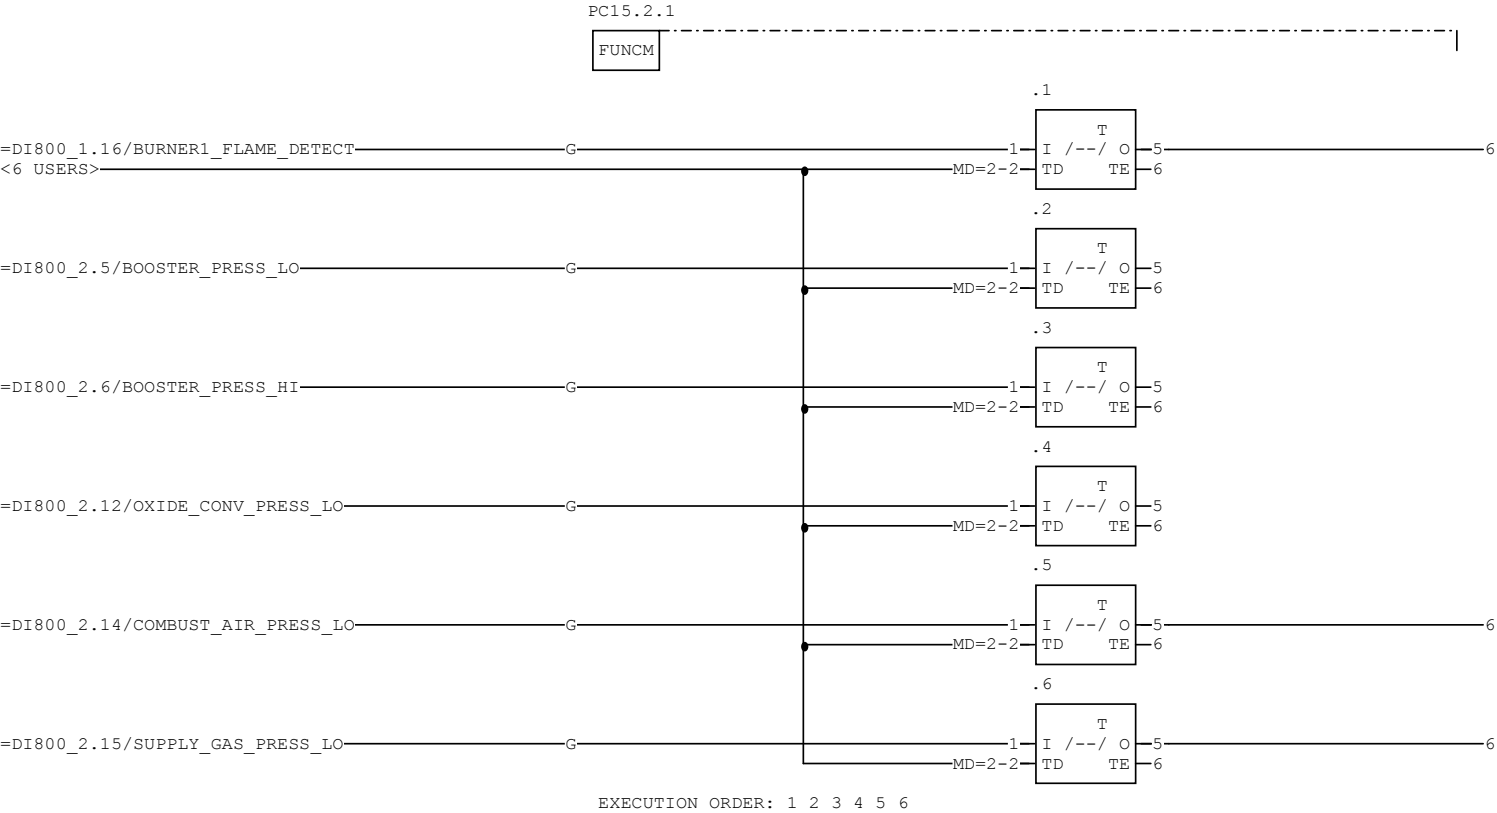 PC15.2.1
FUNCM
.1
T
=DI800_1.16/BURNER1_FLAME_DETECT G 1 I /--/ O 5 6
<6 USERS> MD=2-2 TD TE 6
.2
T
=DI800_2.5/BOOSTER_PRESS_LO G 1 I /--/ O 5
MD=2-2 TD TE 6
.3
T
=DI800_2.6/BOOSTER_PRESS_HI G 1 I /--/ O 5
MD=2-2 TD TE 6
.4
T
=DI800_2.12/OXIDE_CONV_PRESS_LO G 1 I /--/ O 5
MD=2-2 TD TE 6
.5
T
=DI800_2.14/COMBUST_AIR_PRESS_LO G 1 I /--/ O 5 6
MD=2-2 TD TE 6
.6
T
=DI800_2.15/SUPPLY_GAS_PRESS_LO G 1 I /--/ O 5 6
MD=2-2 TD TE 6
EXECUTION ORDER: 1 2 3 4 5 6